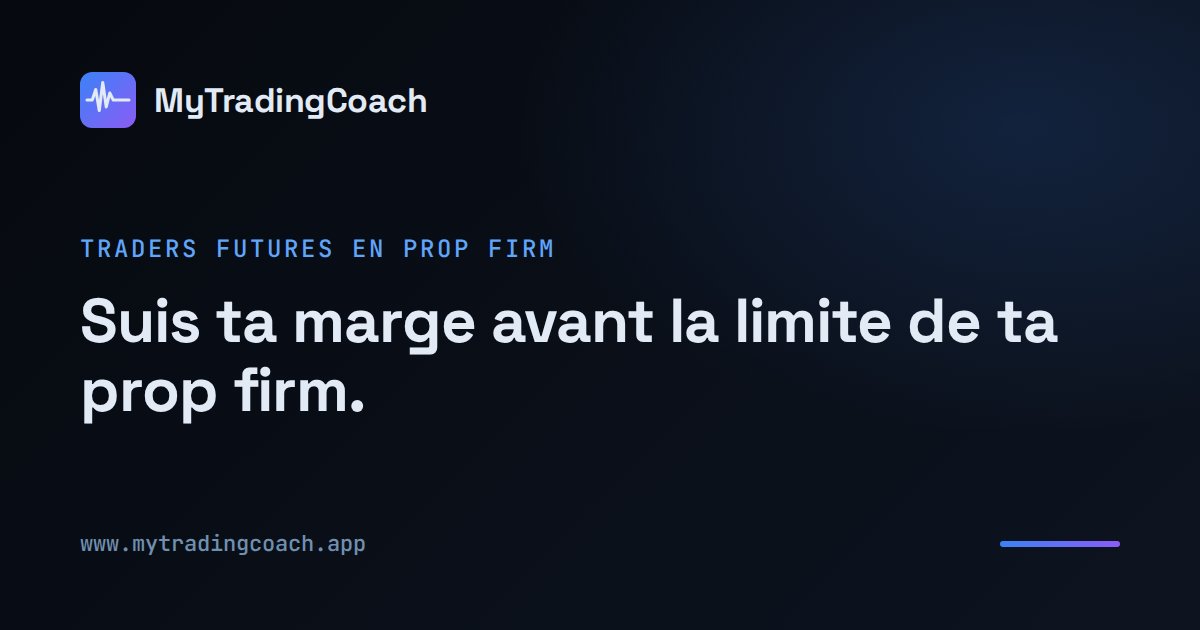 MyTradingCoach
TRADERS FUTURES EN PROP FIRM
Suis ta marge avant la limite de ta
prop firm.
www.mytradingcoach.app